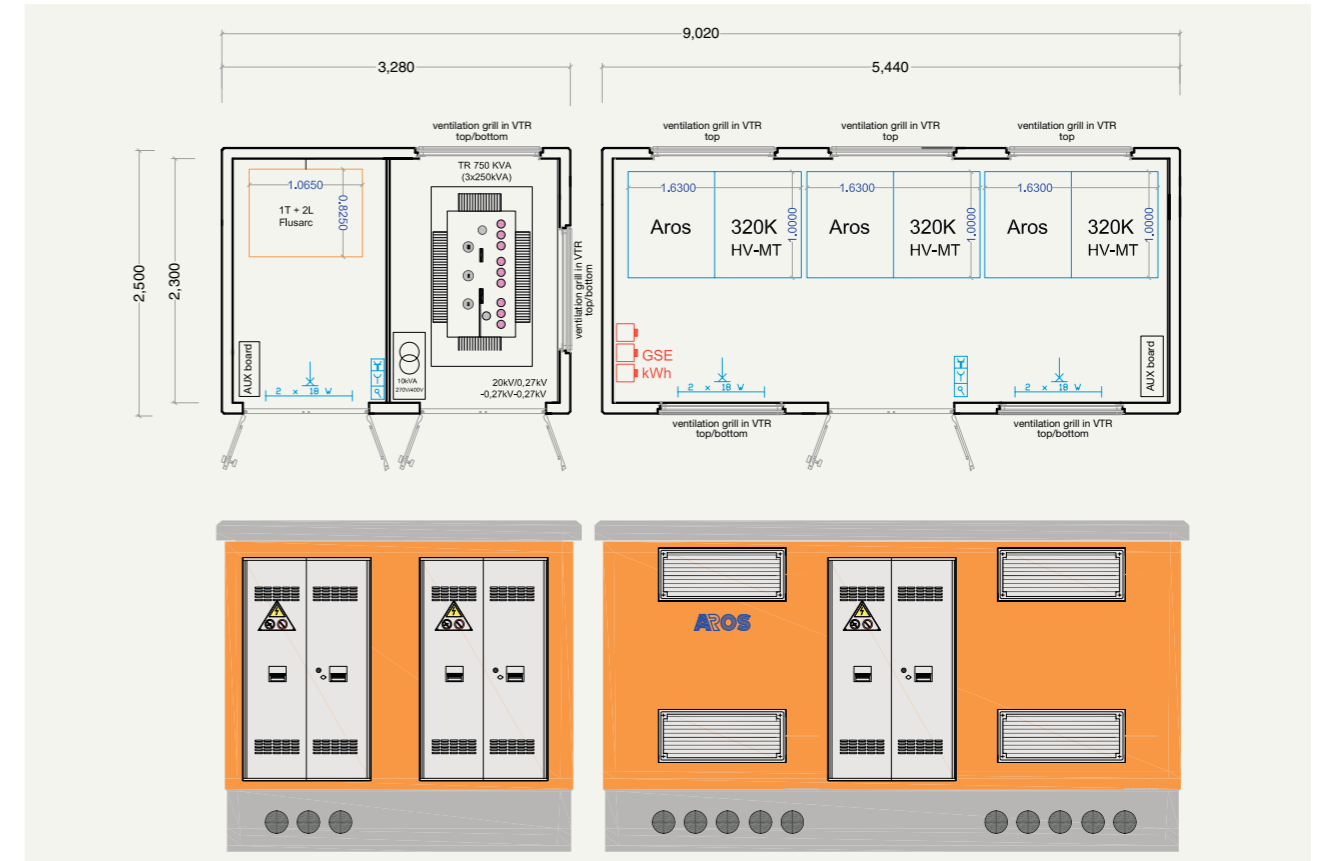 9,020
3,280
5,440
ventilation grill in VTR
top/bottom
ventilation grill in VTR
top
ventilation grill in VTR
top
ventilation grill in VTR
top
2,500
2,300
1.0650
0.8250
1T + 2L
Flusarc
TR 750 KVA
(3x250kVA)
ventilation grill in VTR
top/bottom
1.6300
1.0000
Aros
320K
HV-MT
1.6300
1.0000
Aros
320K
HV-MT
1.6300
1.0000
Aros
320K
HV-MT
AUX board
2 x 18 W
10kVA
270V/400V
20kV/0,27kV
-0,27kV-0,27kV
GSE
kWh
2 x 18 W
2 x 18 W
AUX board
ventilation grill in VTR
top/bottom
ventilation grill in VTR
top/bottom
AROS